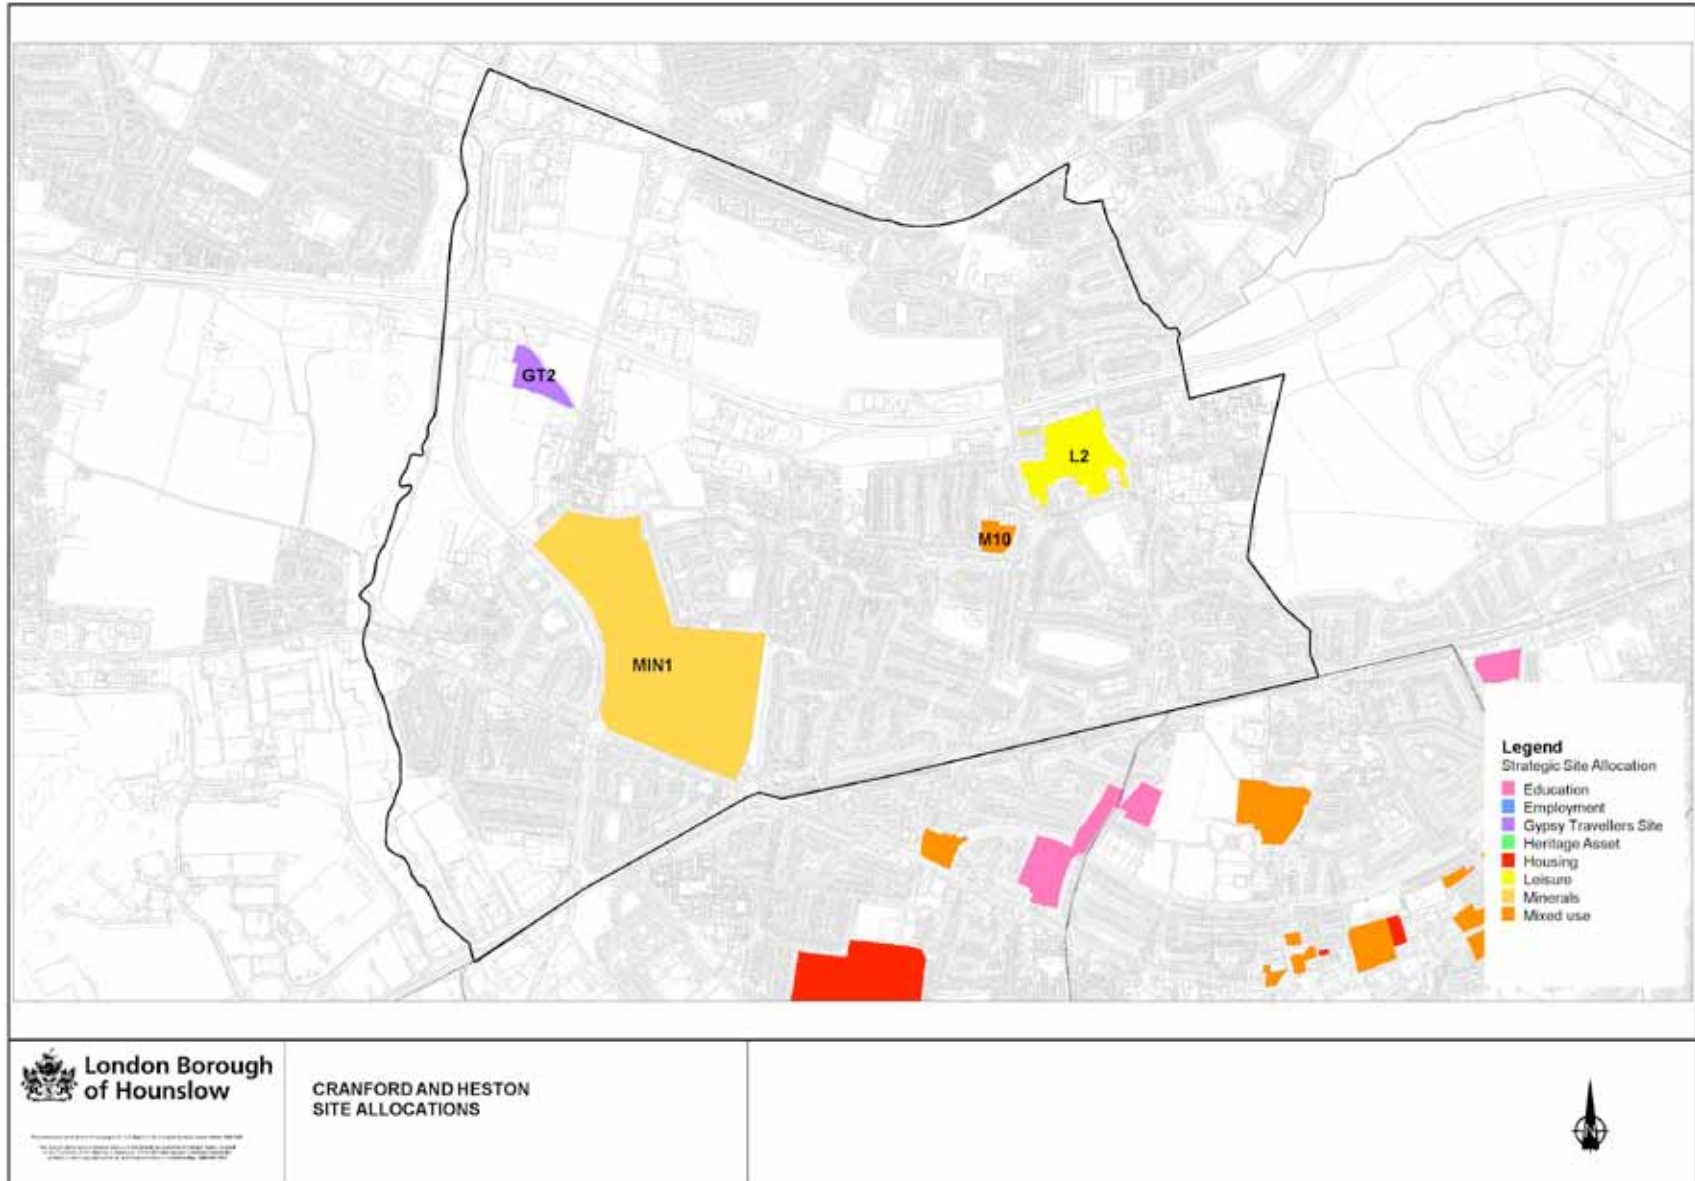 GT2
L2
M10
MIN1
Legend
Strategic Site Allocation
Education
Employment
Gypsy Travellers Site
Heritage Asset
Housing
Leisure
Minerals
Mixed use
London Borough
of Hounslow
CRANFORD AND HESTON
SITE ALLOCATIONS
N